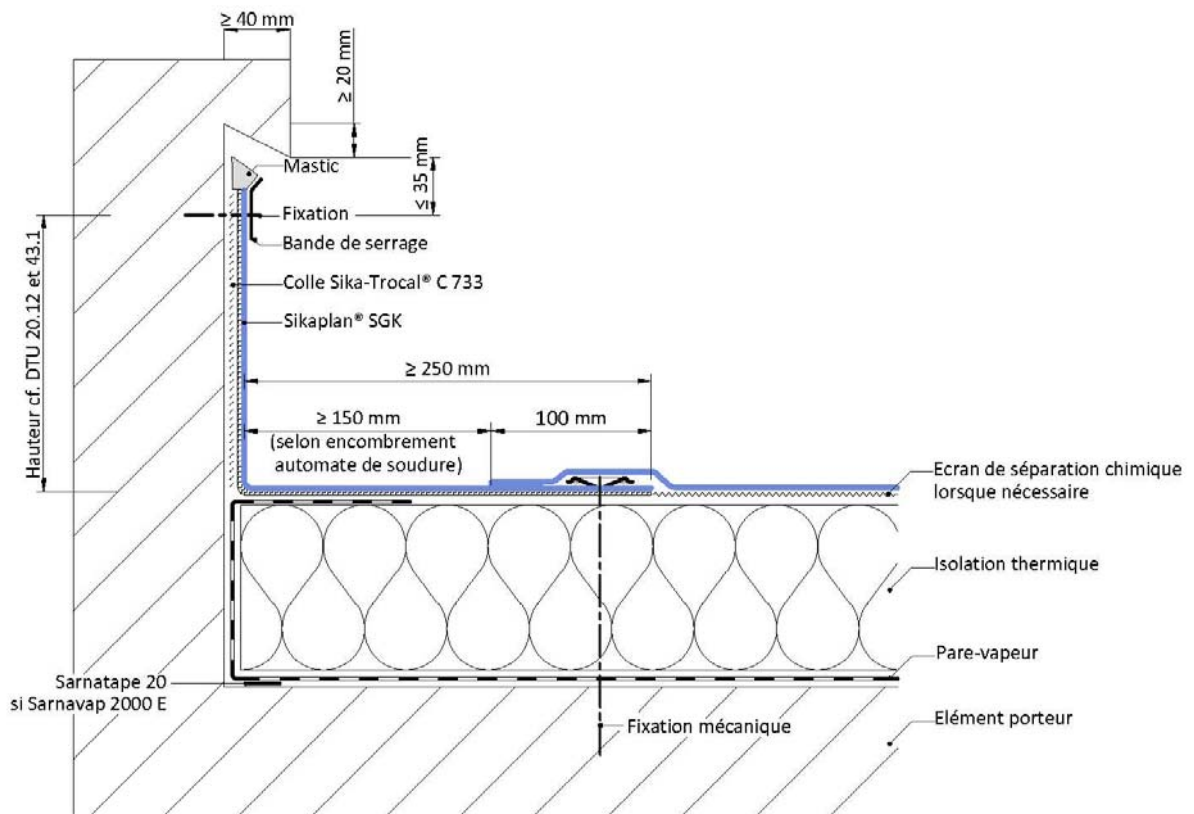 ≥ 40 mm
≥ 20 mm
≤ 35 mm
Mastic
Fixation
Bande de serrage
Colle Sika-Trocal® C 733
Sikaplan® SGK
Hauteur cf. DTU 20.12 et 43.1
≥ 250 mm
≥ 150 mm
(selon encombrement
automate de soudure)
100 mm
Ecran de séparation chimique
lorsque nécessaire
Isolation thermique
Pare-vapeur
Sarnatape 20
si Sarnavap 2000 E
Elément porteur
Fixation mécanique